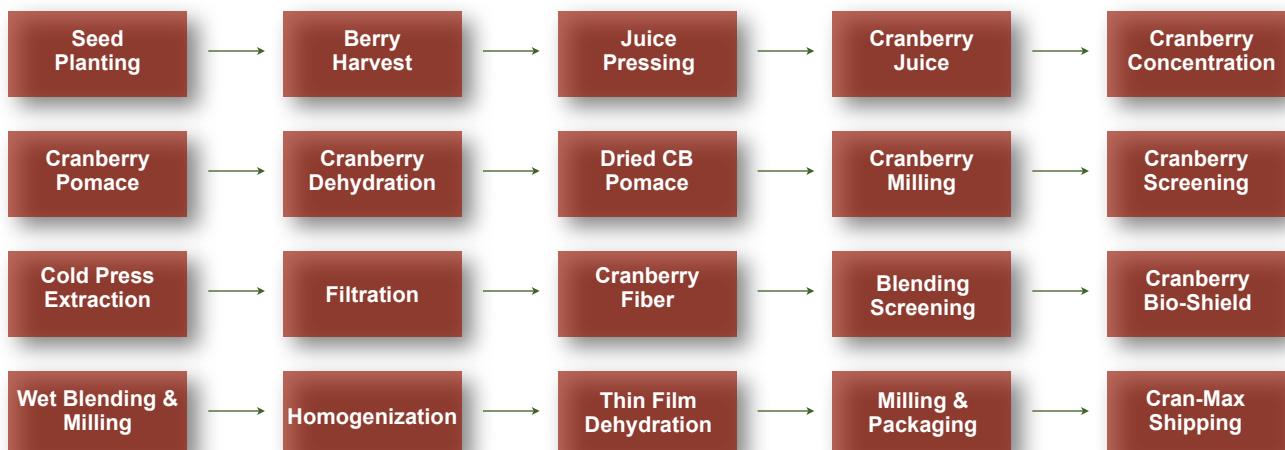 Seed
Planting
Berry
Harvest
Juice
Pressing
Cranberry
Juice
Cranberry
Concentration
Cranberry
Pomace
Cranberry
Dehydration
Dried CB
Pomace
Cranberry
Milling
Cranberry
Screening
Cold Press
Extraction
Filtration
Cranberry
Fiber
Blending
Screening
Cranberry
Bio-Shield
Wet Blending &
Milling
Homogenization
Thin Film
Dehydration
Milling &
Packaging
Cran-Max
Shipping